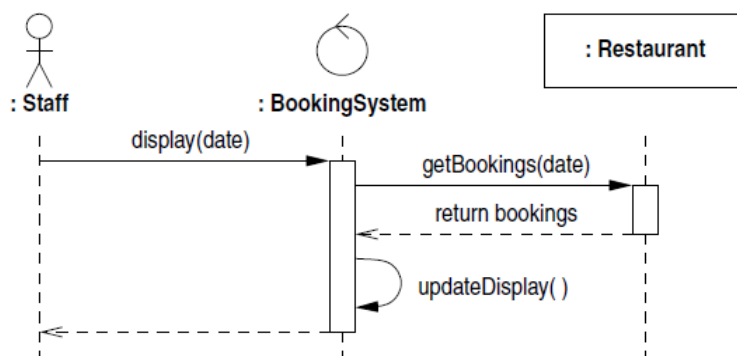 : Restaurant
: Staff
: BookingSystem
display(date)
getBookings(date)
return bookings
updateDisplay( )